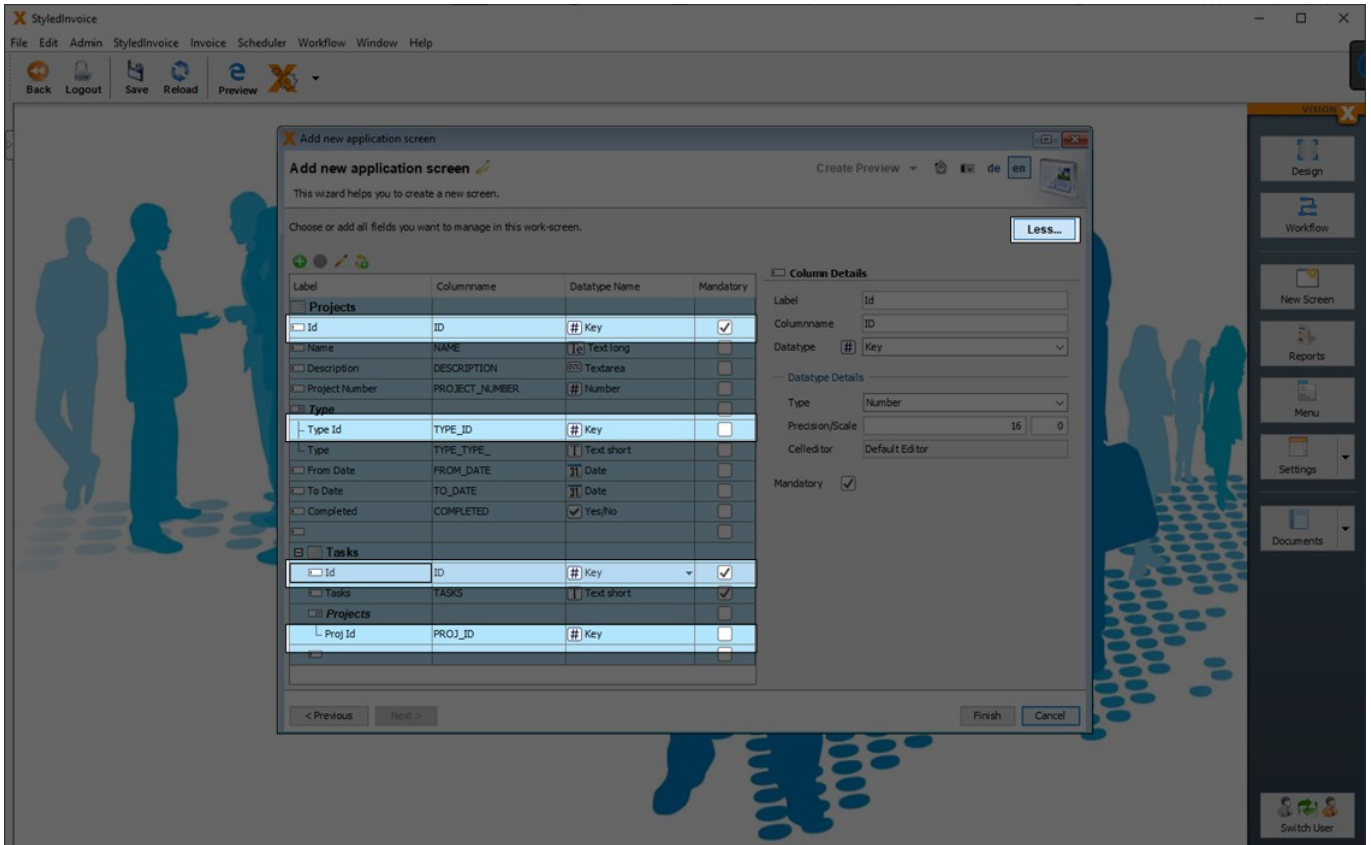 StyledInvoice
File Edit Admin StyledInvoice Invoice Scheduler Workflow Window Help
Back Logout Save Reload Preview
VISION
Add new application screen
Add new application screen
Create Preview de en
This wizard helps you to create a new screen.
Choose or add all fields you want to manage in this work-screen.
Less...
Label Columnname Datatype Name Mandatory
Projects
Id ID # Key
Name NAME Te Text long
Description DESCRIPTION Textarea
Project Number PROJECT_NUMBER # Number
Type
Type Id TYPE_ID # Key
Type TYPE_TYPE_ T Text short
From Date FROM_DATE 31 Date
To Date TO_DATE 31 Date
Completed COMPLETED Yes/No
Tasks
Id ID # Key
Tasks TASKS T Text short
Projects
Proj Id PROJ_ID # Key
Column Details
Label Id
Columnname ID
Datatype # Key
Datatype Details
Type Number
Precision/Scale 16 0
Celleditor Default Editor
Mandatory
< Previous Next > Finish Cancel
Design
Workflow
New Screen
Reports
Menu
Settings
Documents
Switch User